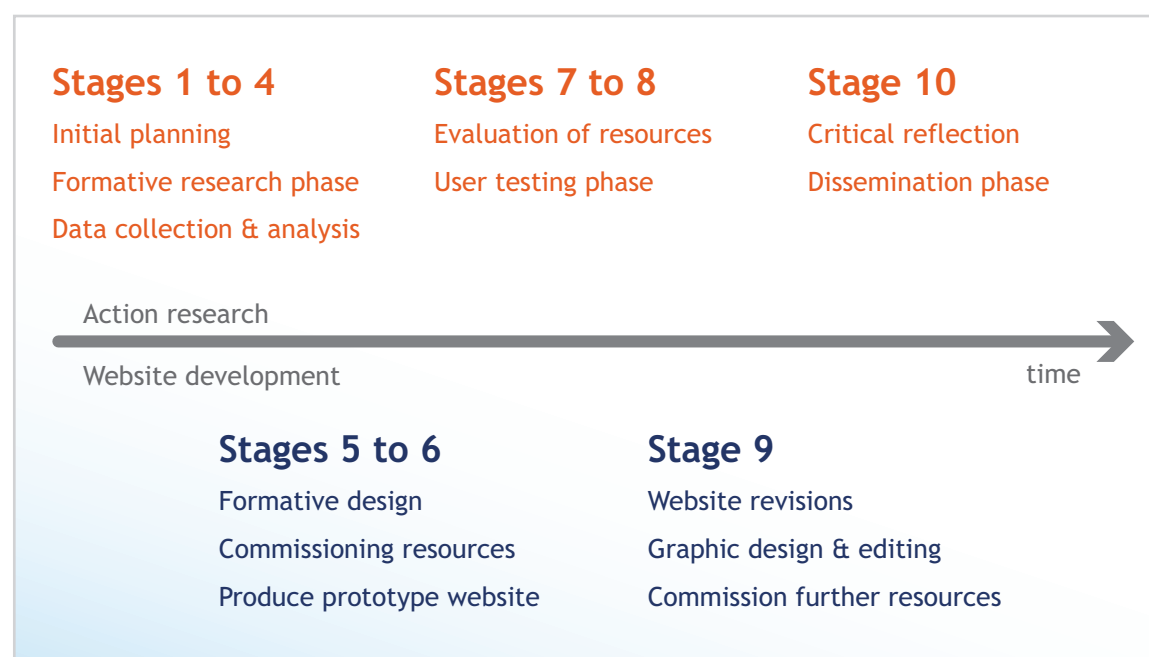 Stages 1 to 4
Initial planning
Formative research phase
Data collection & analysis
Stages 7 to 8
Evaluation of resources
User testing phase
Stage 10
Critical reflection
Dissemination phase
Action research
Website development
time
Stages 5 to 6
Formative design
Commissioning resources
Produce prototype website
Stage 9
Website revisions
Graphic design & editing
Commission further resources